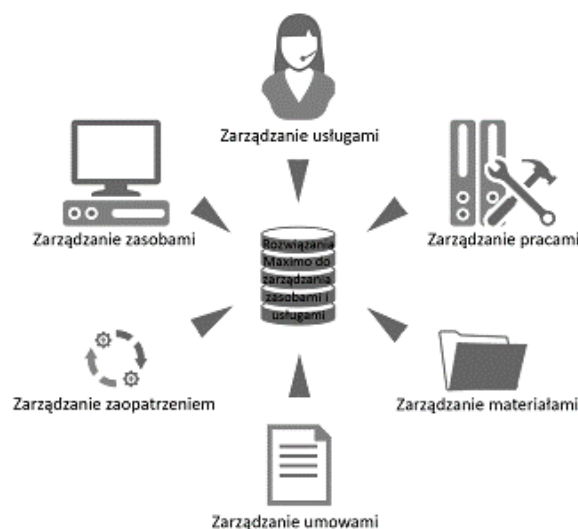 Zarządzanie usługami
Zarządzanie zasobami
Zarządzanie pracami
Rozwiązania
Maximo do
zarządzania
zasobami i
usługami
Zarządzanie zaopatrzeniem
Zarządzanie materiałami
Zarządzanie umowami